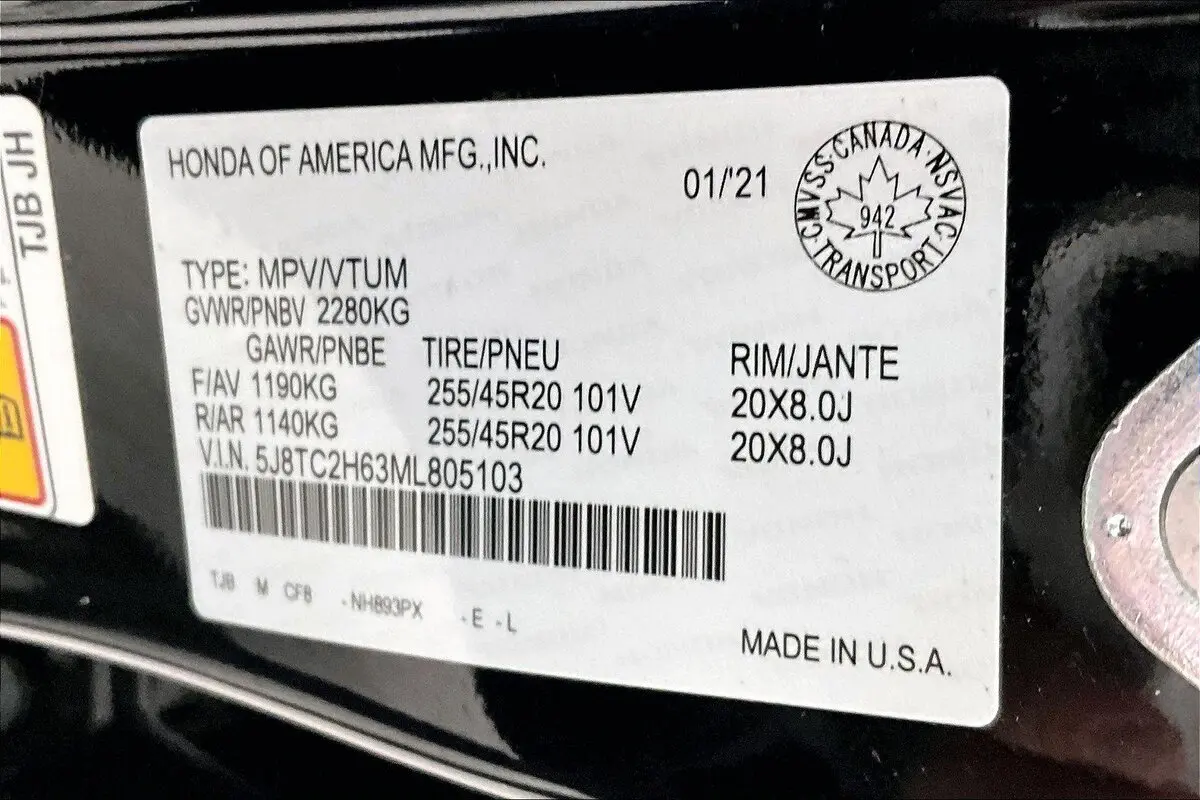 TJB JH
HONDA OF AMERICA MFG.,INC.
01/'21
CMVSS·CANADA·NSVAC·TRANSPORT·
942
TYPE: MPV/VTUM
GVWR/PNBV 2280KG
GAWR/PNBE TIRE/PNEU RIM/JANTE
F/AV 1190KG 255/45R20 101V 20X8.0J
R/AR 1140KG 255/45R20 101V 20X8.0J
V.I.N. 5J8TC2H63ML805103
TJB M CFB -NH893PX -E -L
MADE IN U.S.A.